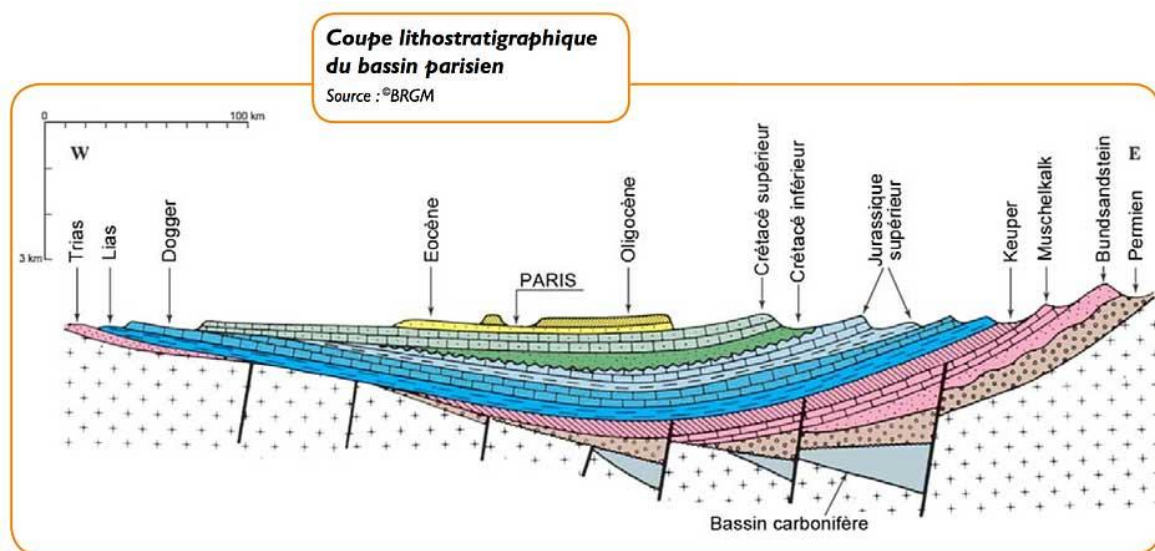 Coupe lithostratigraphique
du bassin parisien
Source : ©BRGM
0
100 km
W
E
3 km
Trias
Lias
Dogger
Eocène
PARIS
Oligocène
Crétacé supérieur
Crétacé inférieur
Jurassique
supérieur
Keuper
Muschelkalk
Bundsandstein
Permien
Bassin carbonifère